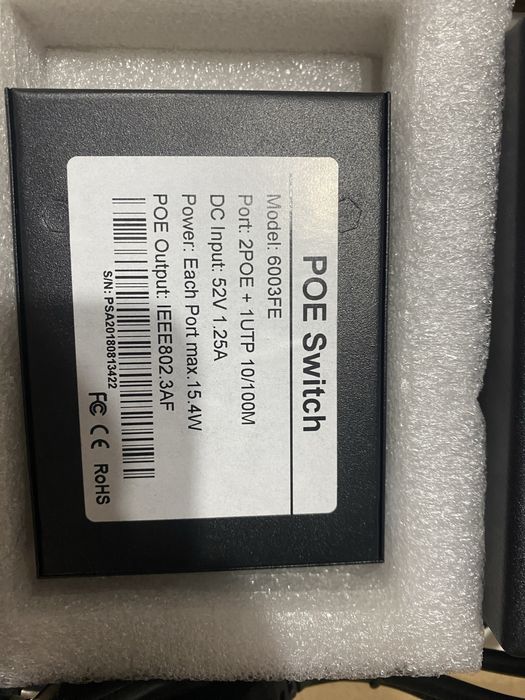 POE Switch
Model: 6003FE
Port: 2POE + 1UTP 10/100M
DC Input: 52V 1.25A
Power: Each Port max.15.4W
POE Output: IEEE802.3AF
S/N: PSA20180813422
FC CE RoHS